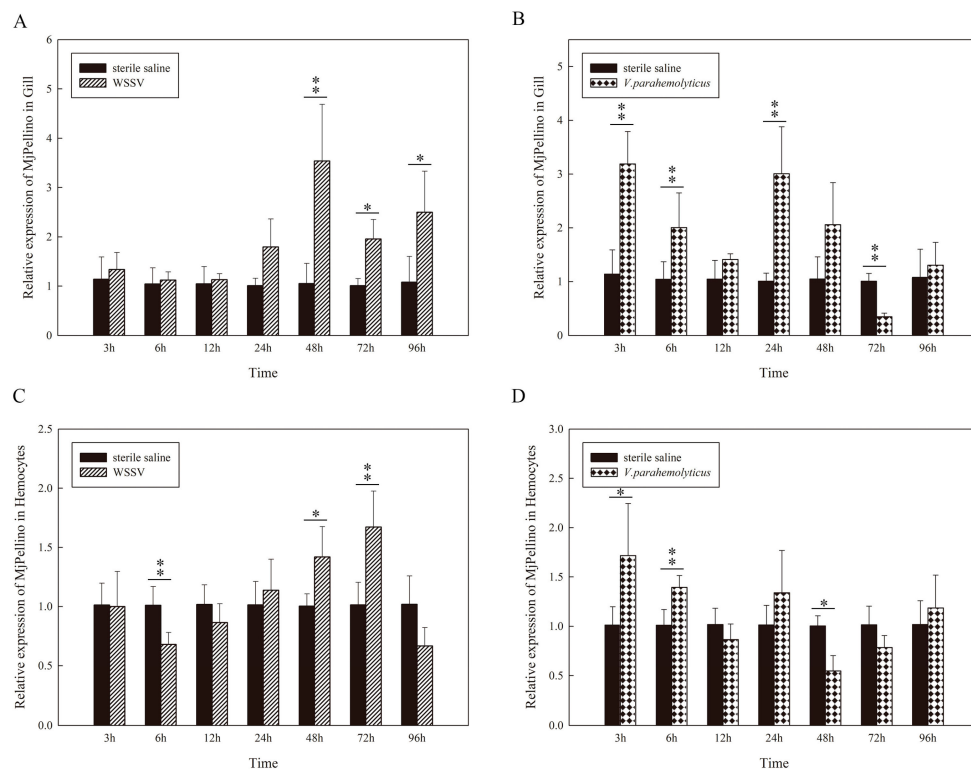 A
Relative expression of MjPellino in Gill
6
5
4
3
2
1
0
sterile saline
WSSV
**
*
*
3h 6h 12h 24h 48h 72h 96h
Time
B
Relative expression of MjPellino in Gill
5
4
3
2
1
0
sterile saline
V.parahemolyticus
**
**
**
**
3h 6h 12h 24h 48h 72h 96h
Time
C
Relative expression of MjPellino in Hemocytes
2.5
2.0
1.5
1.0
0.5
0.0
sterile saline
WSSV
**
*
**
3h 6h 12h 24h 48h 72h 96h
Time
D
Relative expression of MjPellino in Hemocytes
3.0
2.5
2.0
1.5
1.0
0.5
0.0
sterile saline
V.parahemolyticus
*
**
*
3h 6h 12h 24h 48h 72h 96h
Time